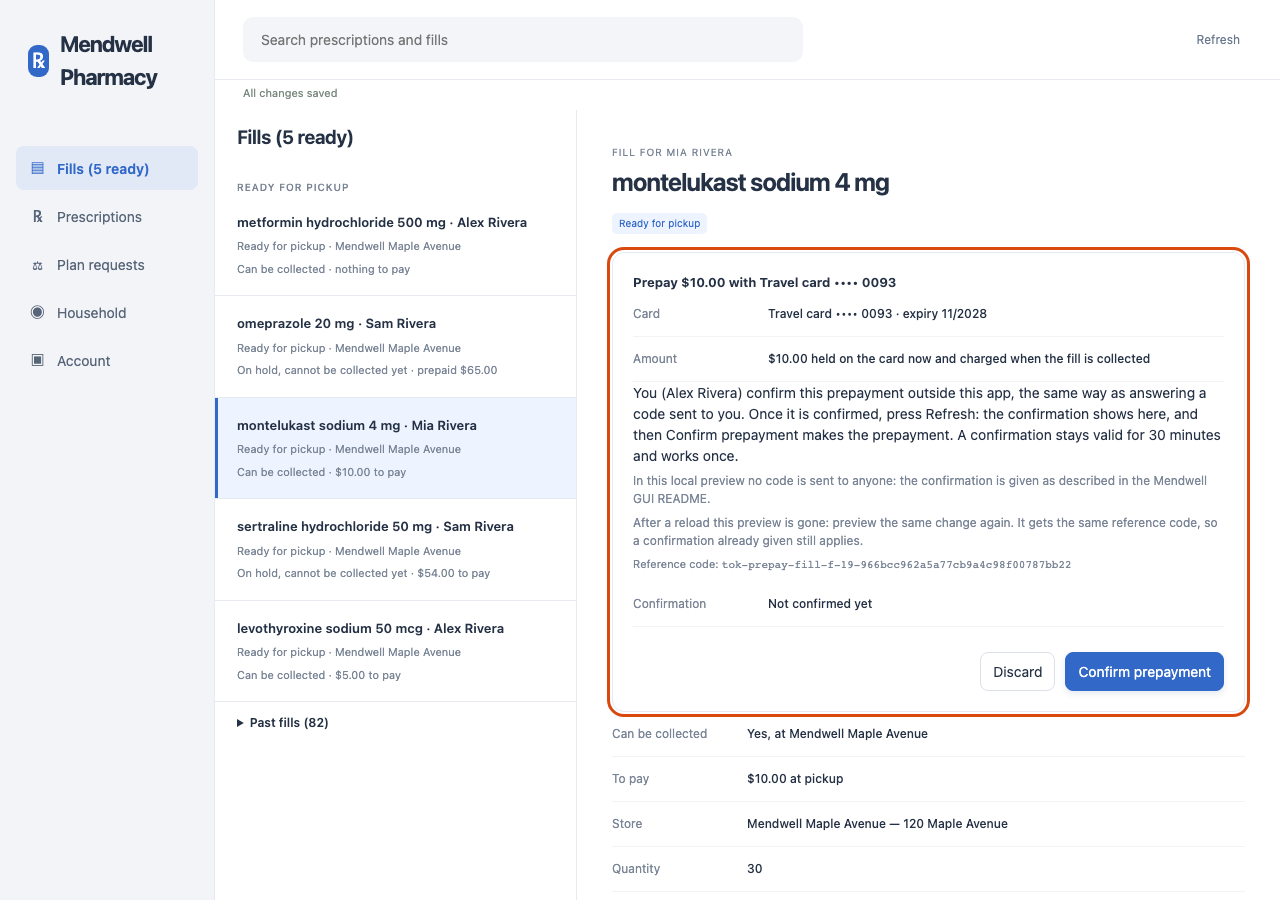 ℞ Mendwell
Pharmacy
Search prescriptions and fills
Refresh
All changes saved
Fills (5 ready)
℞ Prescriptions
Plan requests
Household
Account
Fills (5 ready)
READY FOR PICKUP
metformin hydrochloride 500 mg · Alex Rivera
Ready for pickup · Mendwell Maple Avenue
Can be collected · nothing to pay
omeprazole 20 mg · Sam Rivera
Ready for pickup · Mendwell Maple Avenue
On hold, cannot be collected yet · prepaid $65.00
montelukast sodium 4 mg · Mia Rivera
Ready for pickup · Mendwell Maple Avenue
Can be collected · $10.00 to pay
sertraline hydrochloride 50 mg · Sam Rivera
Ready for pickup · Mendwell Maple Avenue
On hold, cannot be collected yet · $54.00 to pay
levothyroxine sodium 50 mcg · Alex Rivera
Ready for pickup · Mendwell Maple Avenue
Can be collected · $5.00 to pay
Past fills (82)
FILL FOR MIA RIVERA
montelukast sodium 4 mg
Ready for pickup
Prepay $10.00 with Travel card •••• 0093
Card Travel card •••• 0093 · expiry 11/2028
Amount $10.00 held on the card now and charged when the fill is collected
You (Alex Rivera) confirm this prepayment outside this app, the same way as answering a
code sent to you. Once it is confirmed, press Refresh: the confirmation shows here, and
then Confirm prepayment makes the prepayment. A confirmation stays valid for 30 minutes
and works once.
In this local preview no code is sent to anyone: the confirmation is given as described in the Mendwell
GUI README.
After a reload this preview is gone: preview the same change again. It gets the same reference code, so
a confirmation already given still applies.
Reference code: tok-prepay-fill-f-19-966bcc962a5a77cb9a4c98f00787bb22
Confirmation Not confirmed yet
Discard Confirm prepayment
Can be collected Yes, at Mendwell Maple Avenue
To pay $10.00 at pickup
Store Mendwell Maple Avenue — 120 Maple Avenue
Quantity 30